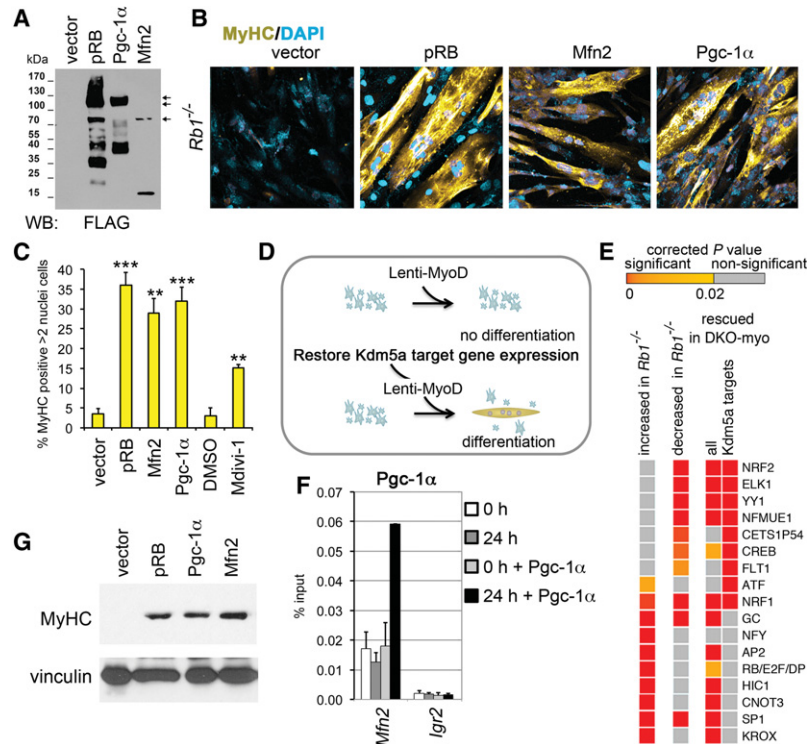 A
vector
pRB
Pgc-1α
Mfn2
kDa
170
130
100
70
55
40
35
25
15
WB: FLAG
B
MyHC/DAPI
vector
pRB
Mfn2
Pgc-1α
Rb1-/-
C
% MyHC positive >2 nuclei cells
40
35
30
25
20
15
10
5
0
***
**
***
**
vector
pRB
Mfn2
Pgc-1α
DMSO
Mdivi-1
D
Lenti-MyoD
no differentiation
Restore Kdm5a target gene expression
Lenti-MyoD
differentiation
E
corrected P value
significant non-significant
0 0.02
increased in Rb1-/-
decreased in Rb1-/-
rescued
in DKO-myo
all
Kdm5a targets
NRF2
ELK1
YY1
NFMUE1
CETS1P54
CREB
FLT1
ATF
NRF1
GC
NFY
AP2
RB/E2F/DP
HIC1
CNOT3
SP1
KROX
F
Pgc-1α
% input
0.07
0.06
0.05
0.04
0.03
0.02
0.01
0.00
Mfn2
Igr2
0 h
24 h
0 h + Pgc-1α
24 h + Pgc-1α
G
vector
pRB
Pgc-1α
Mfn2
MyHC
vinculin